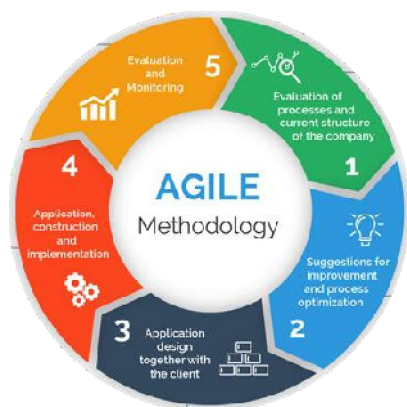 AGILE
Methodology
Evaluation of
processes and
current structure
of the company
1
Suggestions for
improvement
and process
optimization
2
3
Application
design
together with
the client
4
Application,
construction
and
implementation
5
Evaluation
and
Monitoring